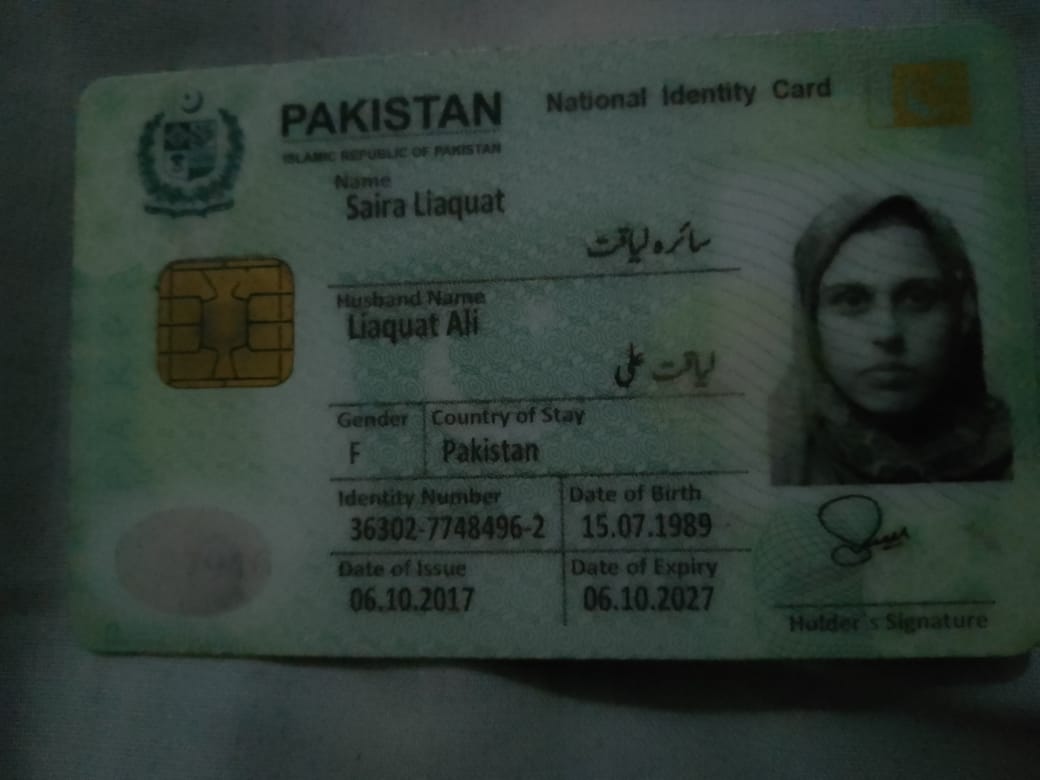 PAKISTAN National Identity Card
ISLAMIC REPUBLIC OF PAKISTAN
Name
Saira Liaquat
سائرہ لیاقت
Husband Name
Liaquat Ali
لیاقت علی
Gender Country of Stay
F Pakistan
Identity Number Date of Birth
36302-7748496-2 15.07.1989
Date of Issue Date of Expiry
06.10.2017 06.10.2027
Holder's Signature